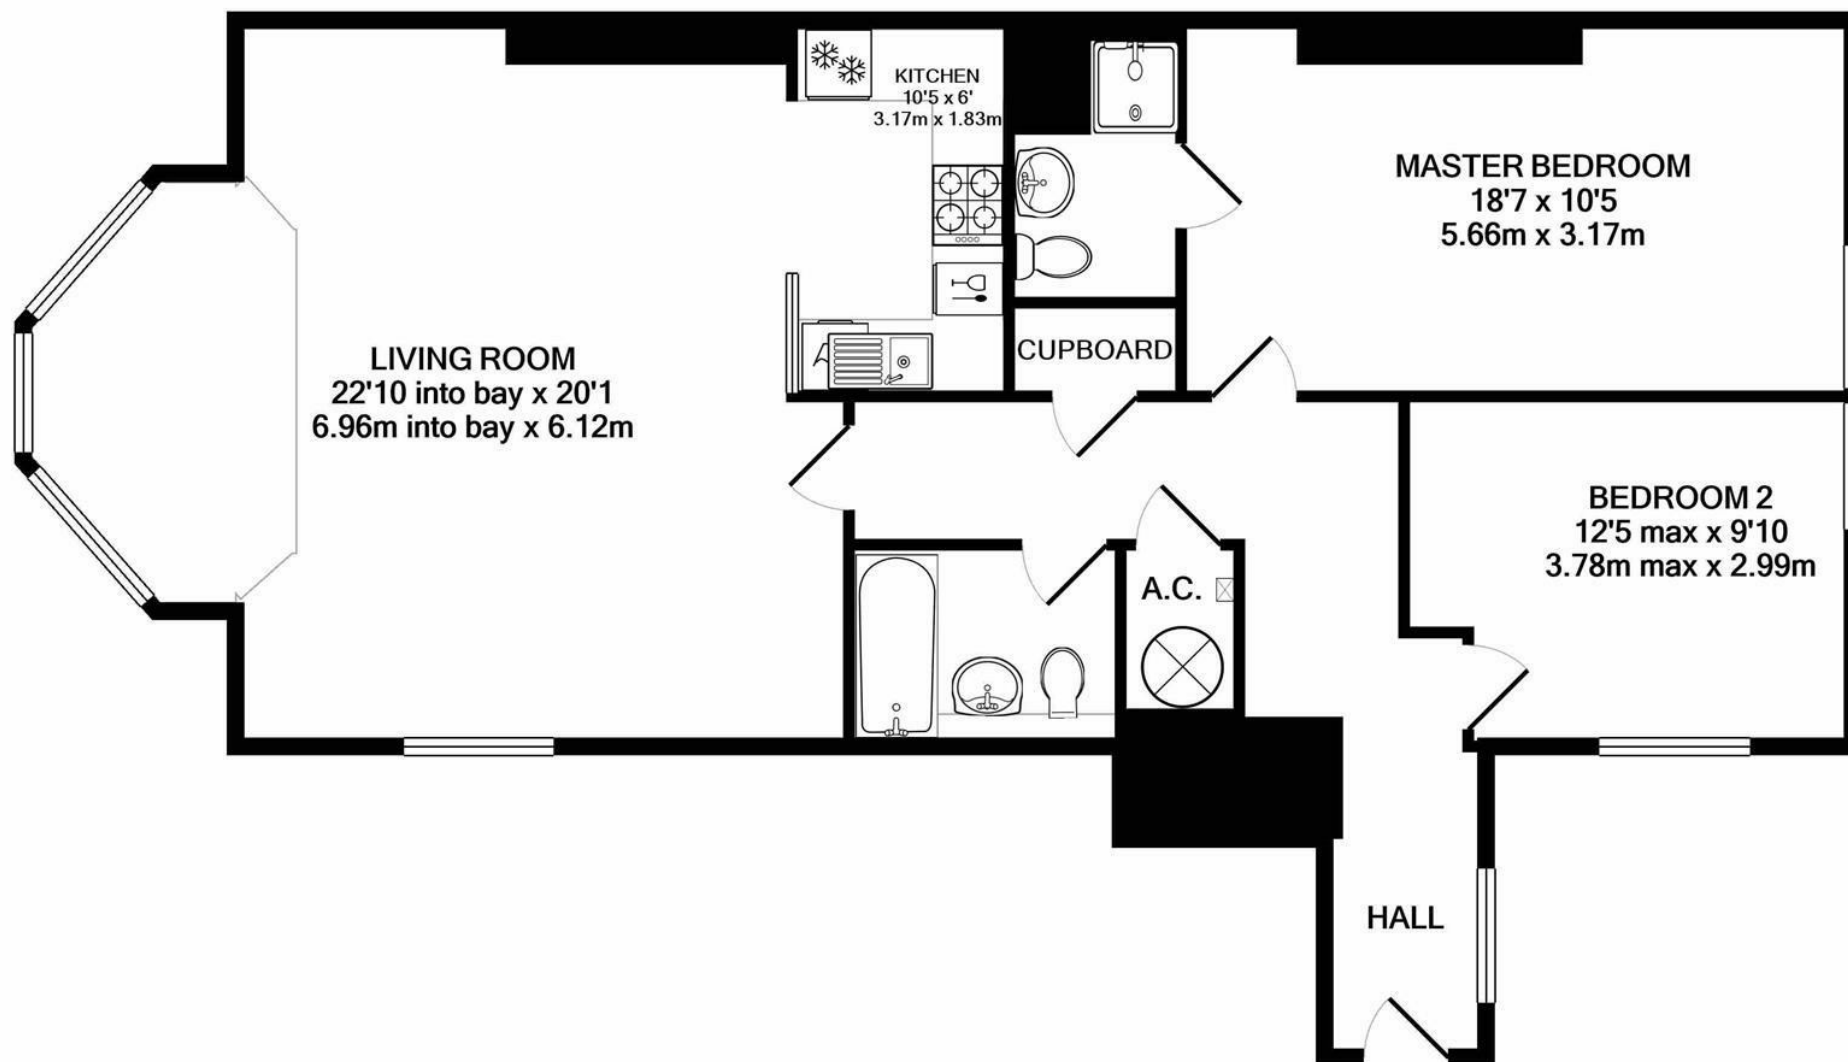 KITCHEN
10'5 x 6'
3.17m x 1.83m
MASTER BEDROOM
18'7 x 10'5
5.66m x 3.17m
LIVING ROOM
22'10 into bay x 20'1
6.96m into bay x 6.12m
CUPBOARD
BEDROOM 2
12'5 max x 9'10
3.78m max x 2.99m
A.C.
HALL